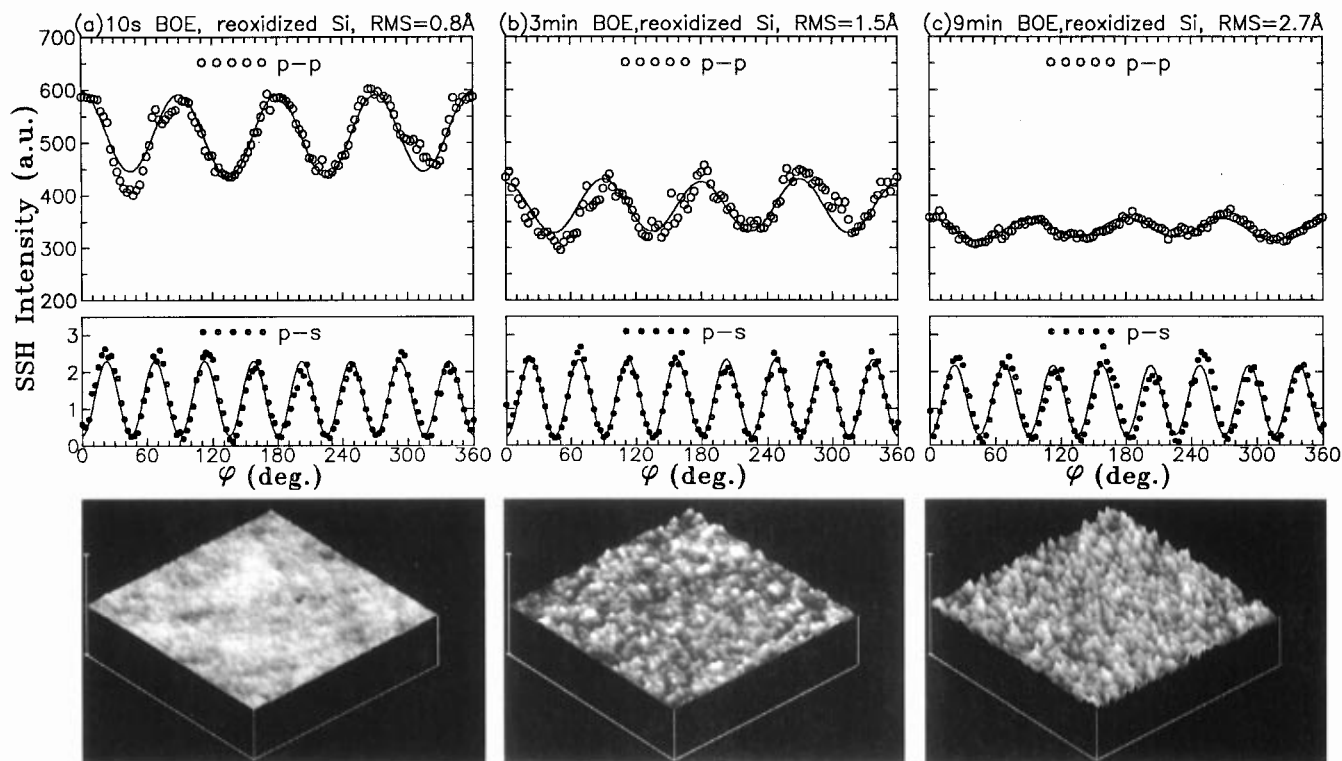 (a)10s BOE, reoxidized Si, RMS=0.8Å
(b)3min BOE,reoxidized Si, RMS=1.5Å
(c)9min BOE,reoxidized Si, RMS=2.7Å
SSH Intensity (a.u.)
700
600
500
400
300
200
p-p
p-p
p-p
3
2
1
0
p-s
p-s
p-s
0 60 120 180 240 300 360
0 60 120 180 240 300 360
0 60 120 180 240 300 360
φ (deg.)
φ (deg.)
φ (deg.)